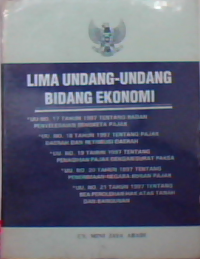 LIMA UNDANG-UNDANG
BIDANG EKONOMI
*UU NO. 17 TAHUN 1997 TENTANG BADAN
PENYELESAIAN SENGKETA PAJAK
*UU. NO. 18 TAHUN 1997 TENTANG PAJAK
DAERAH DAN RETRIBUSI DAERAH
*UU. NO. 19 TAHUN 1997 TENTANG
PENAGIHAN PAJAK DENGAN SURAT PAKSA
*UU. NO. 20 TAHUN 1997 TENTANG
PENERIMAAN NEGARA BUKAN PAJAK
*UU. NO. 21 TAHUN 1997 TENTANG
BEA PEROLEHAN HAK ATAS TANAH
DAN BANGUNAN